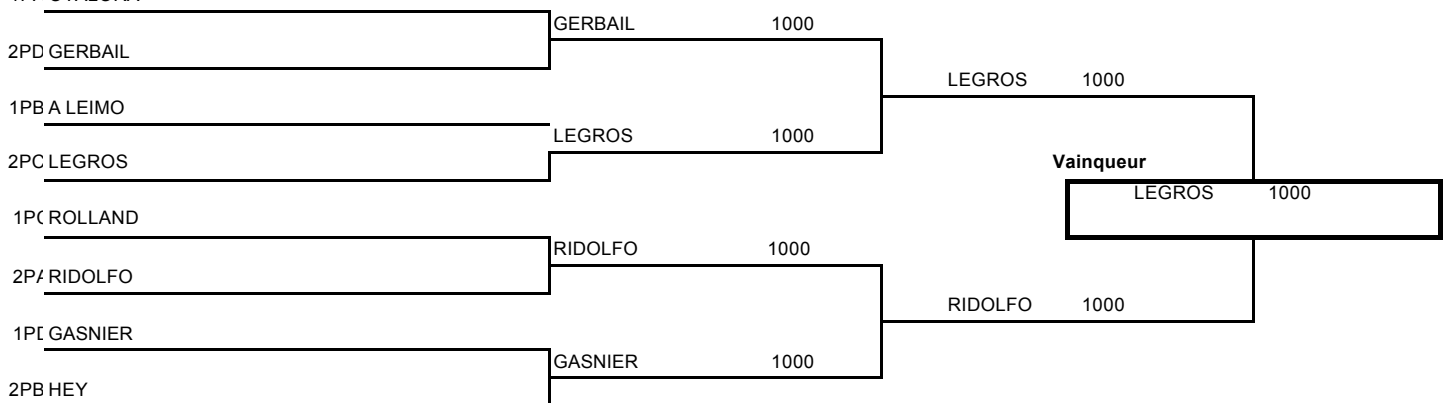 GERBAIL 1000
2PD GERBAIL
LEGROS 1000
1PB A LEIMO
LEGROS 1000
2PC LEGROS
Vainqueur
LEGROS 1000
ROLLAND
RIDOLFO 1000
RIDOLFO
RIDOLFO 1000
GASNIER
GASNIER 1000
2PB HEY